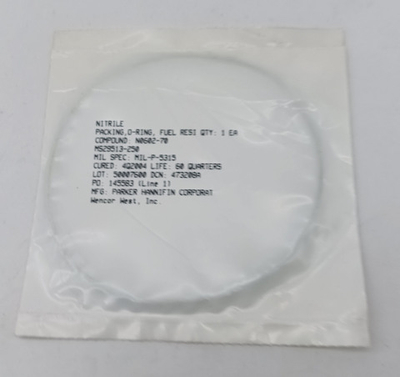 NITRILE
PACKING,O-RING, FUEL RESI QTY: 1 EA
COMPOUND: N0602-70
MS29513-250
MIL SPEC: MIL-P-5315
CURED: 4Q2004 LIFE: 60 QUARTERS
LOT: 50007600 DCN: 473208A
PO: 145583 (Line 1)
MFG: PARKER HANNIFIN CORPORAT
Wencor West, Inc.